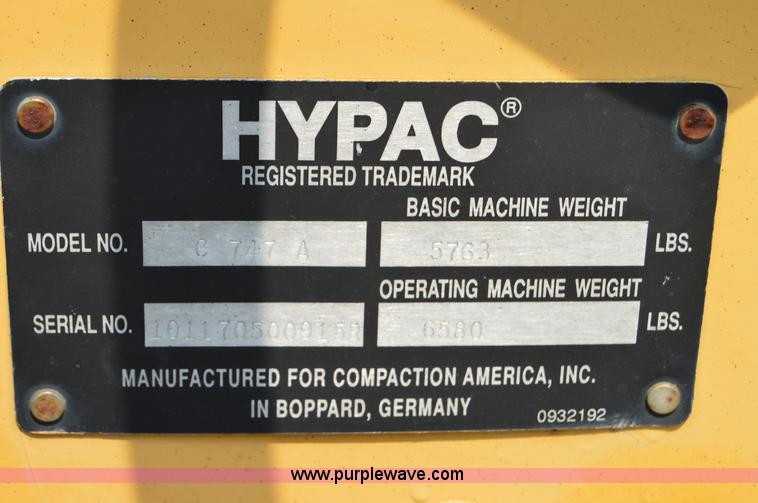 HYPAC®
REGISTERED TRADEMARK
BASIC MACHINE WEIGHT
MODEL NO. C 747 A 5763 LBS.
OPERATING MACHINE WEIGHT
SERIAL NO. 101170500915R 6580 LBS.
MANUFACTURED FOR COMPACTION AMERICA, INC.
IN BOPPARD, GERMANY 0932192
www.purplewave.com